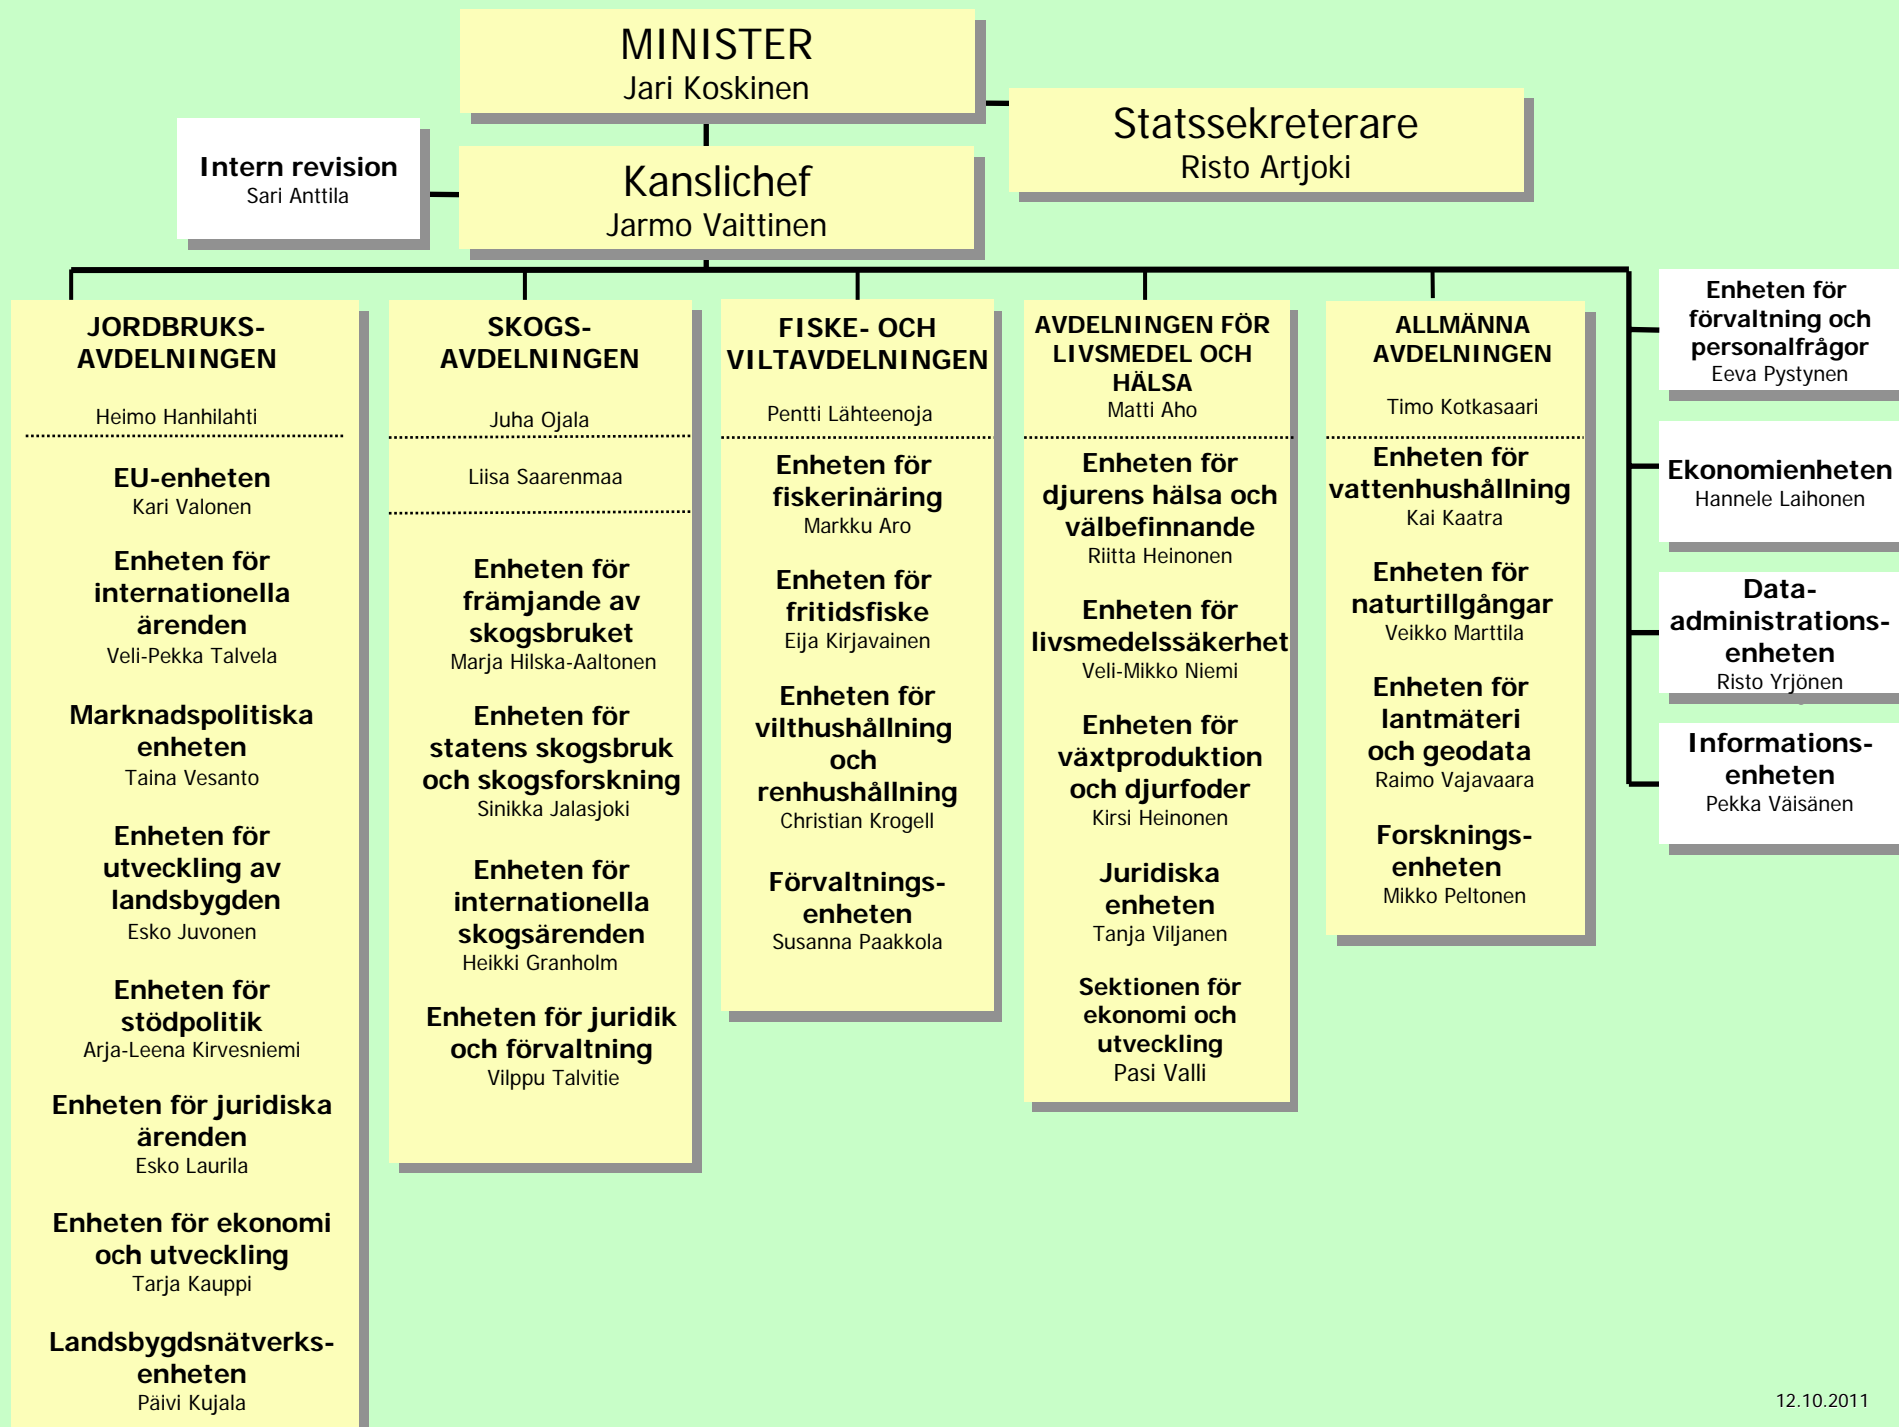 MINISTER
Jari Koskinen
Statssekreterare
Risto Artjoki
Intern revision
Sari Anttila
Kanslichef
Jarmo Vaittinen
JORDBRUKS-
AVDELNINGEN
Heimo Hanhilahti
EU-enheten
Kari Valonen
Enheten för
internationella
ärenden
Veli-Pekka Talvela
Marknadspolitiska
enheten
Taina Vesanto
Enheten för
utveckling av
landsbygden
Esko Juvonen
Enheten för
stödpolitik
Arja-Leena Kirvesniemi
Enheten för juridiska
ärenden
Esko Laurila
Enheten för ekonomi
och utveckling
Tarja Kauppi
Landsbygdsnätverks-
enheten
Päivi Kujala
SKOGS-
AVDELNINGEN
Juha Ojala
Liisa Saarenmaa
Enheten för
främjande av
skogsbruket
Marja Hilska-Aaltonen
Enheten för
statens skogsbruk
och skogsforskning
Sinikka Jalasjoki
Enheten för
internationella
skogsärenden
Heikki Granholm
Enheten för juridik
och förvaltning
Vilppu Talvitie
FISKE- OCH
VILTAVDELNINGEN
Pentti Lähteenoja
Enheten för
fiskerinäring
Markku Aro
Enheten för
fritidsfiske
Eija Kirjavainen
Enheten för
vilthushållning
och
renhushållning
Christian Krogell
Förvaltnings-
enheten
Susanna Paakkola
AVDELNINGEN FÖR
LIVSMEDEL OCH
HÄLSA
Matti Aho
Enheten för
djurens hälsa och
välbefinnande
Riitta Heinonen
Enheten för
livsmedelssäkerhet
Veli-Mikko Niemi
Enheten för
växtproduktion
och djurfoder
Kirsi Heinonen
Juridiska
enheten
Tanja Viljanen
Sektionen för
ekonomi och
utveckling
Pasi Valli
ALLMÄNNA
AVDELNINGEN
Timo Kotkasaari
Enheten för
vattenhushållning
Kai Kaatra
Enheten för
naturtillgångar
Veikko Marttila
Enheten för
lantmäteri
och geodata
Raimo Vajavaara
Forsknings-
enheten
Mikko Peltonen
Enheten för
förvaltning och
personalfrågor
Eeva Pystynen
Ekonomienheten
Hannele Laihonen
Data-
administrations-
enheten
Risto Yrjönen
Informations-
enheten
Pekka Väisänen
12.10.2011